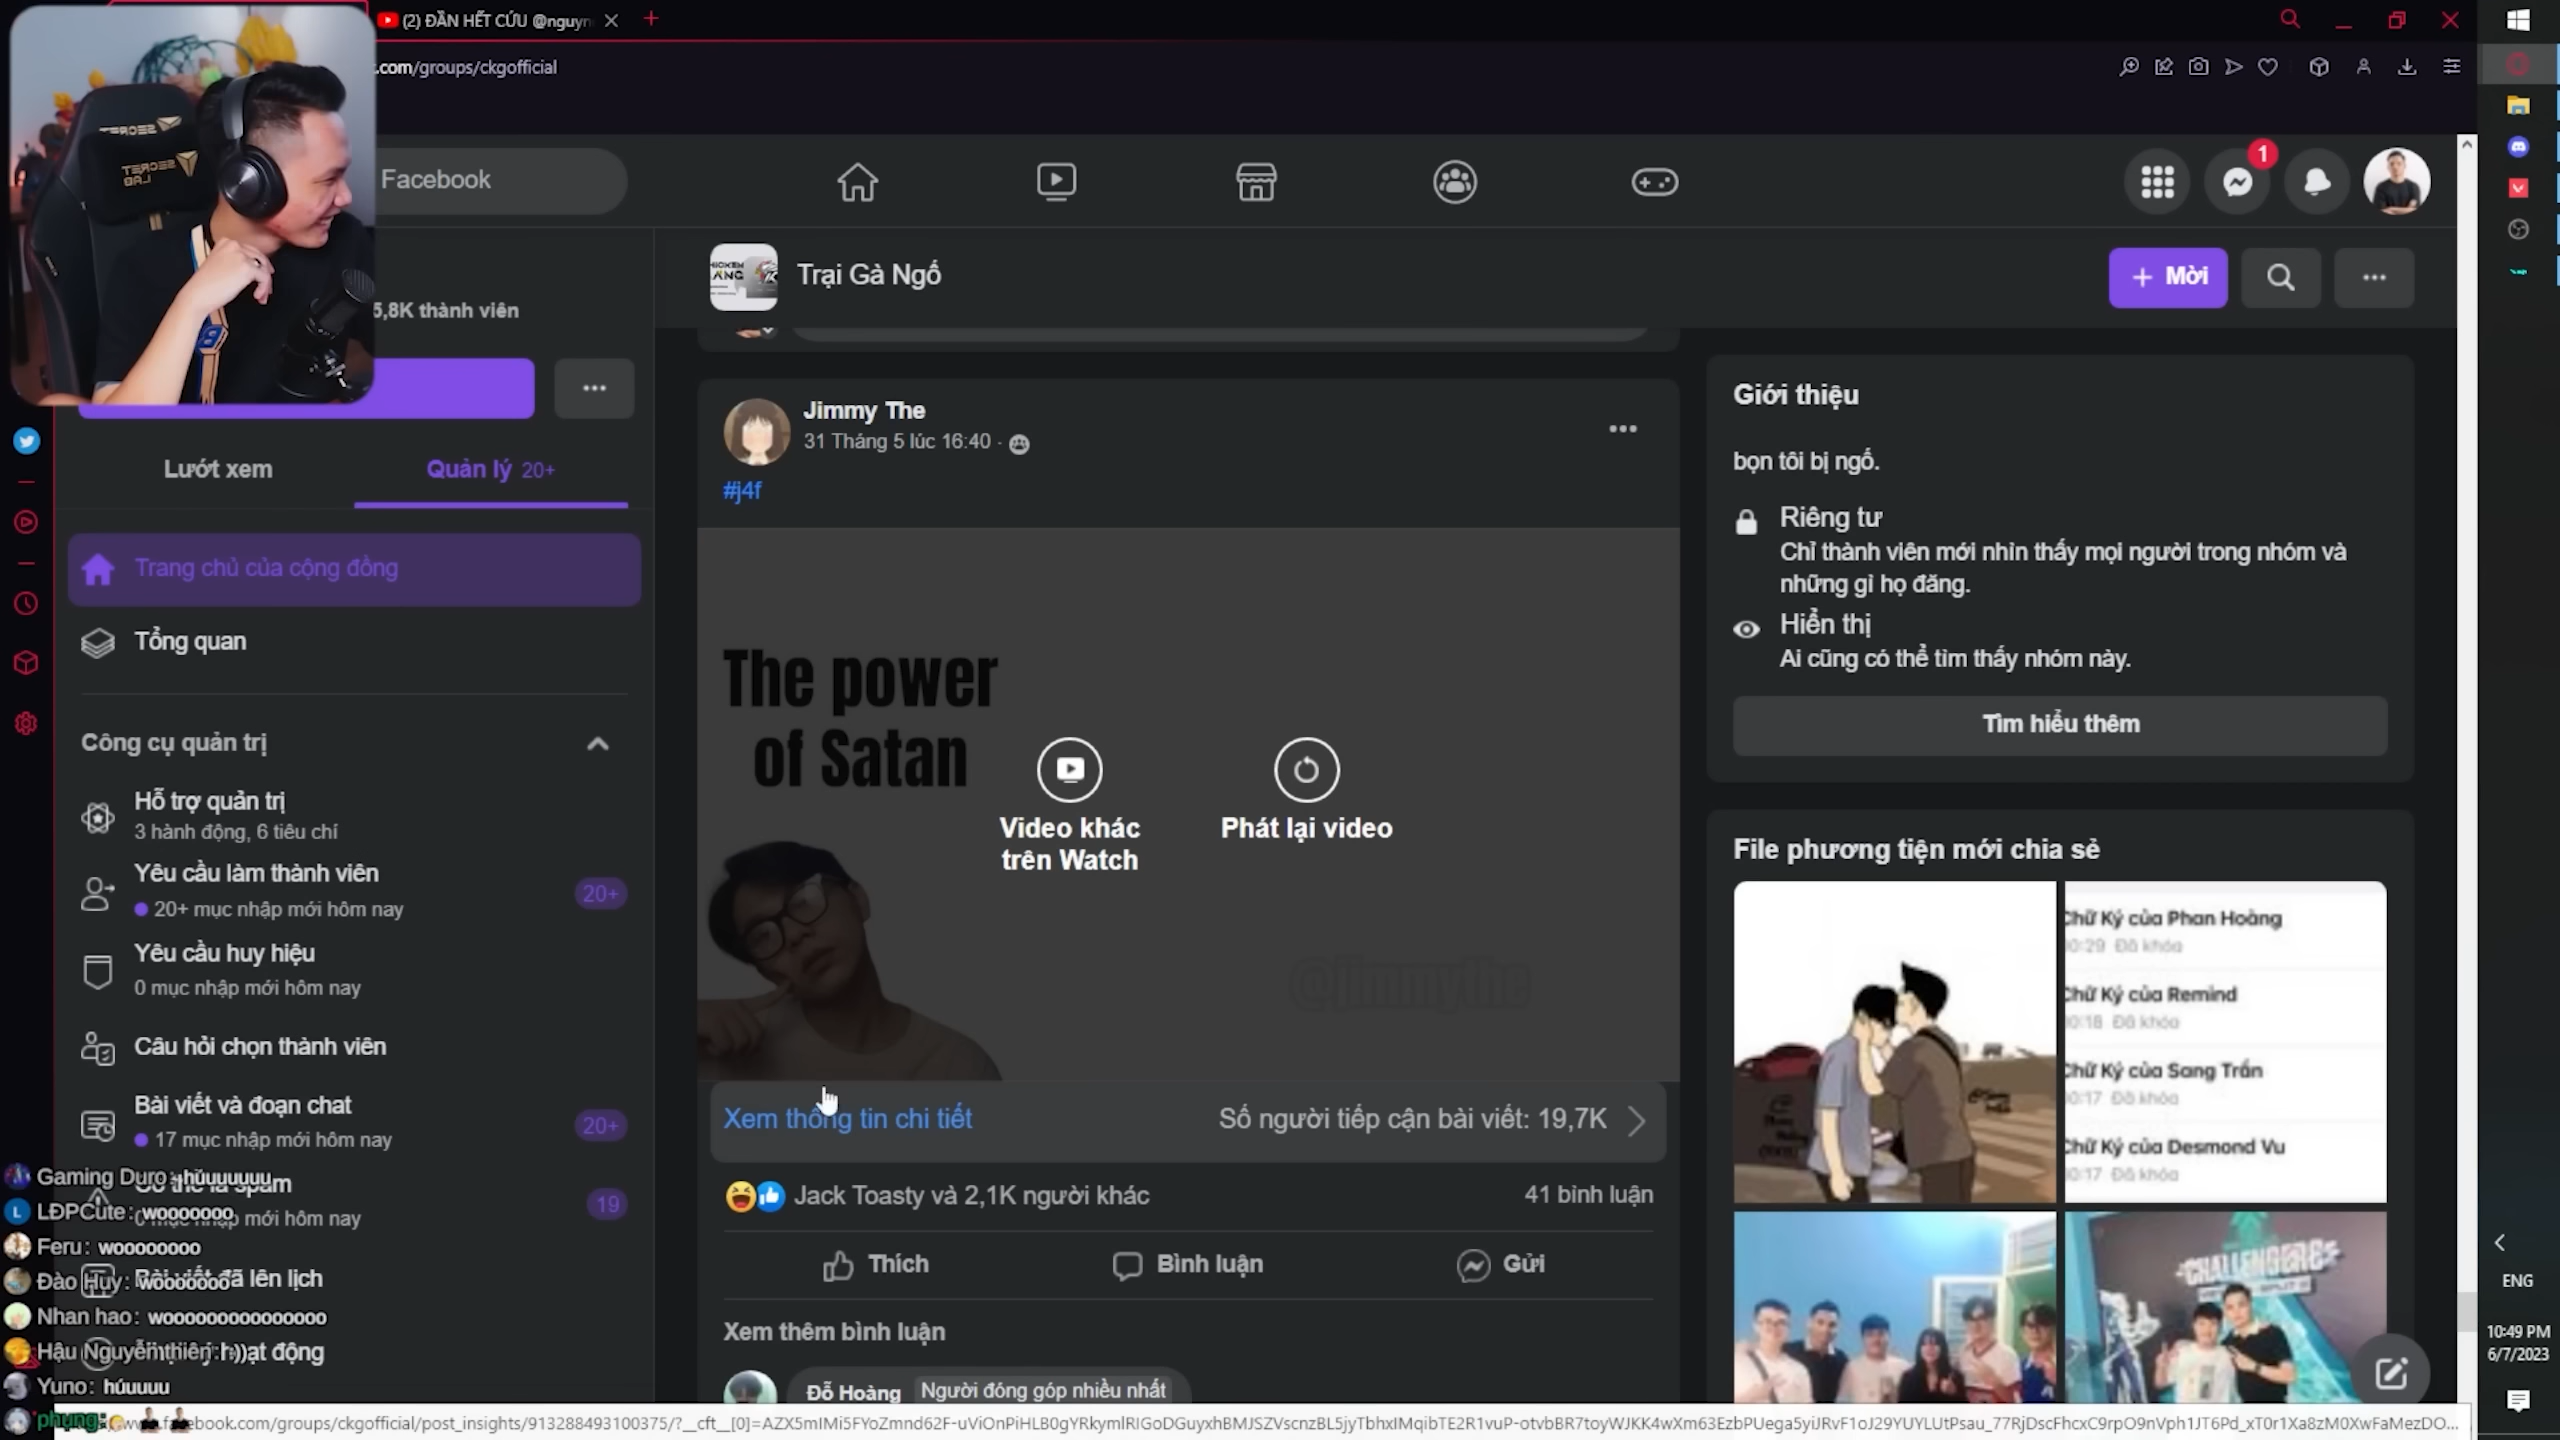 (2) ĐẦN HẾT CỨU @nguyn
.com/groups/ckgofficial
Facebook
1
Trại Gà Ngố
+ Mời
5,8K thành viên
Lướt xem
Quản lý 20+
Trang chủ của cộng đồng
Tổng quan
Công cụ quản trị
Hỗ trợ quản trị
3 hành động, 6 tiêu chí
Yêu cầu làm thành viên
20+ mục nhập mới hôm nay
20+
Yêu cầu huy hiệu
0 mục nhập mới hôm nay
Câu hỏi chọn thành viên
Bài viết và đoạn chat
17 mục nhập mới hôm nay
20+
spam
mới hôm nay
19
đã lên lịch
động
Gaming Duro: húuuuuuu
LĐPCute: woooooooo
Feru: wooooooooo
Đào Huy: woooooooo
Nhan hao: woooooooooooooooo
Hậu Nguyễn
Yuno: húuuuu
phụng:
Jimmy The
31 Tháng 5 lúc 16:40 ·
#j4f
The power
of Satan
Video khác
trên Watch
Phát lại video
@jimmythe
Xem thông tin chi tiết
Số người tiếp cận bài viết: 19,7K
Jack Toasty và 2,1K người khác
41 bình luận
Thích
Bình luận
Gửi
Xem thêm bình luận
Đỗ Hoàng Người đóng góp nhiều nhất
Giới thiệu
bọn tôi bị ngố.
Riêng tư
Chỉ thành viên mới nhìn thấy mọi người trong nhóm và
những gì họ đăng.
Hiển thị
Ai cũng có thể tìm thấy nhóm này.
Tìm hiểu thêm
File phương tiện mới chia sẻ
Chữ Ký của Phan Hoàng
0:29 Đã khóa
Chữ Ký của Remind
0:18 Đã khóa
Chữ Ký của Sang Trần
0:17 Đã khóa
Chữ Ký của Desmond Vu
0:17 Đã khóa
CHALLENGERS
ENG
10:49 PM
6/7/2023